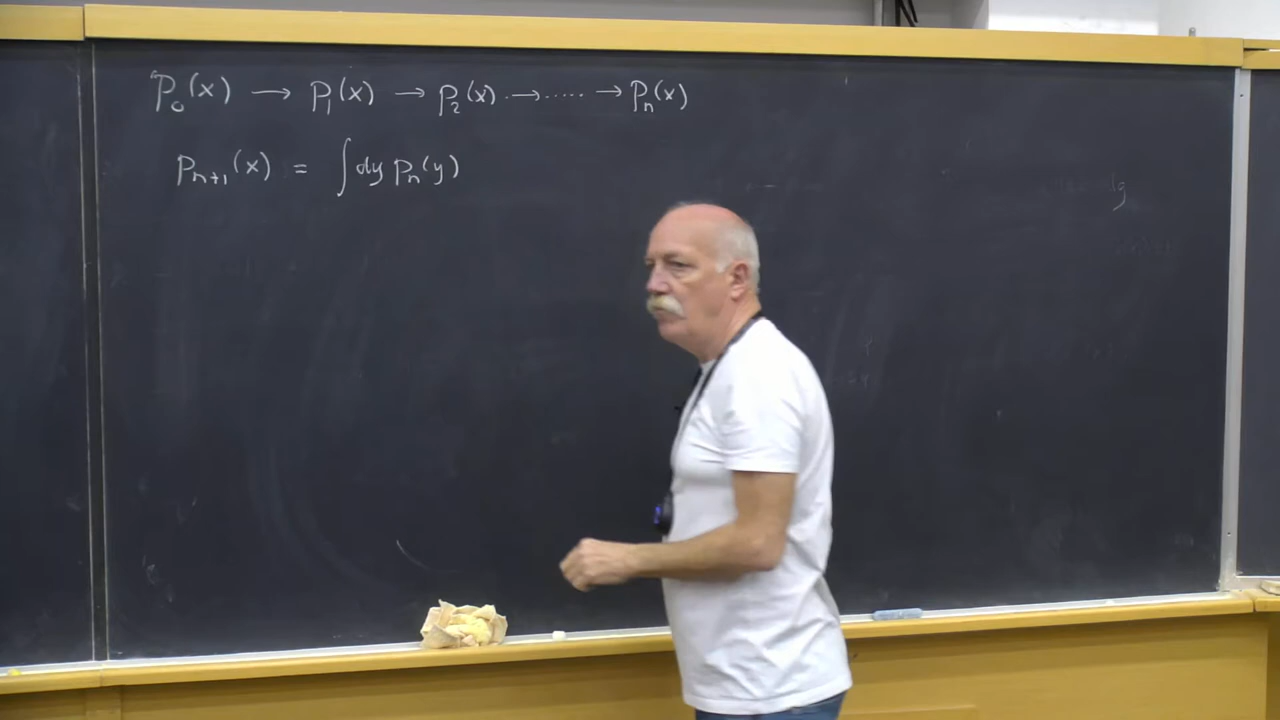 P₀(x) → P₁(x) → P₂(x) → ..... → Pₙ(x)
Pₙ₊₁(x) = ∫dy Pₙ(y)